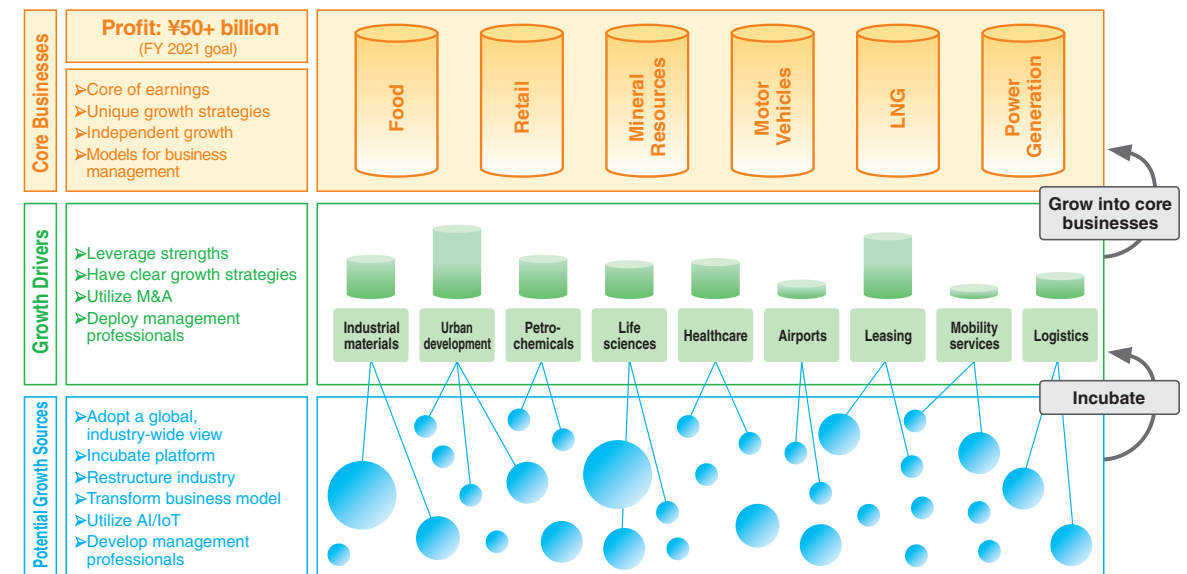 Core Businesses
Profit: ¥50+ billion
(FY 2021 goal)
➢Core of earnings
➢Unique growth strategies
➢Independent growth
➢Models for business
management
Food
Retail
Mineral
Resources
Motor
Vehicles
LNG
Power
Generation
Grow into core
businesses
Growth Drivers
➢Leverage strengths
➢Have clear growth strategies
➢Utilize M&A
➢Deploy management
professionals
Industrial
materials
Urban
development
Petro-
chemicals
Life
sciences
Healthcare
Airports
Leasing
Mobility
services
Logistics
Incubate
Potential Growth Sources
➢Adopt a global,
industry-wide view
➢Incubate platform
➢Restructure industry
➢Transform business model
➢Utilize AI/IoT
➢Develop management
professionals